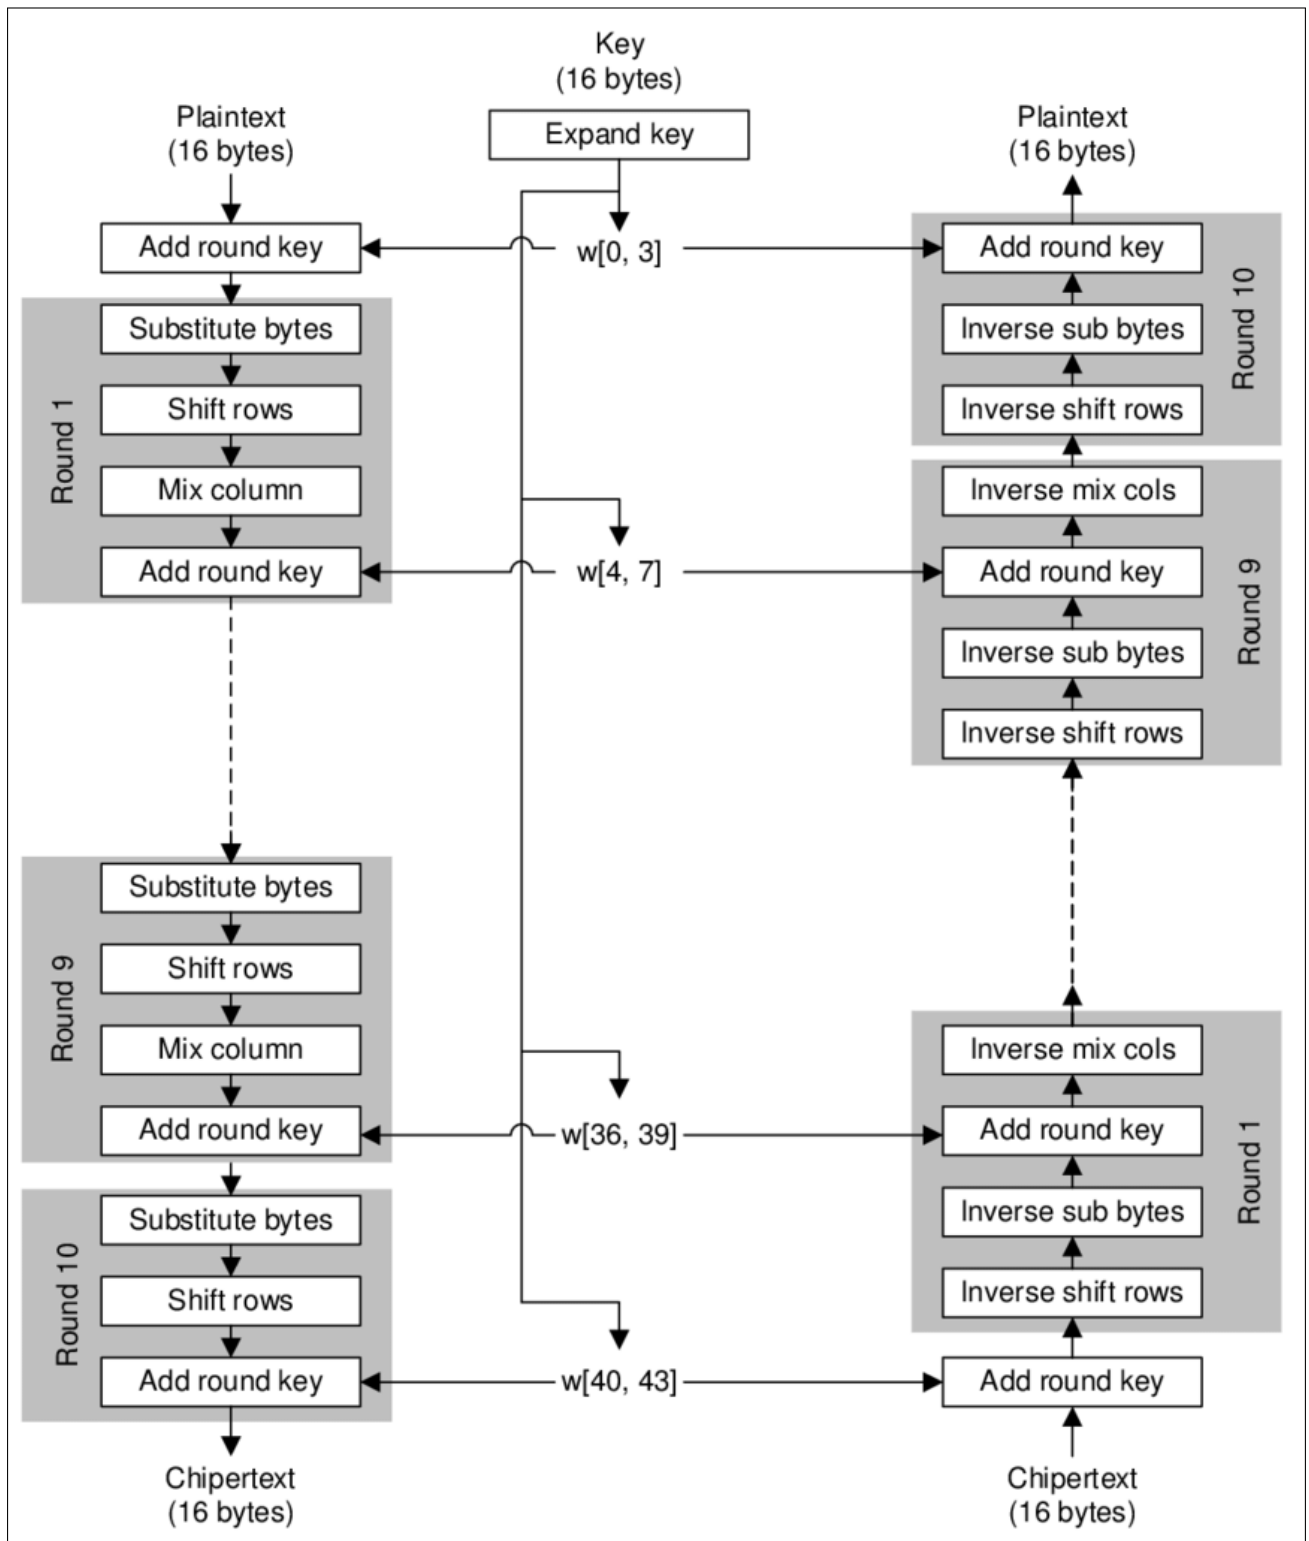 Key
(16 bytes)
Expand key
Plaintext
(16 bytes)
Add round key
Round 1
Substitute bytes
Shift rows
Mix column
Add round key
Round 9
Substitute bytes
Shift rows
Mix column
Add round key
Round 10
Substitute bytes
Shift rows
Add round key
Chipertext
(16 bytes)
w[0, 3]
w[4, 7]
w[36, 39]
w[40, 43]
Plaintext
(16 bytes)
Add round key
Inverse sub bytes
Inverse shift rows
Round 10
Inverse mix cols
Add round key
Inverse sub bytes
Inverse shift rows
Round 9
Inverse mix cols
Add round key
Inverse sub bytes
Inverse shift rows
Round 1
Add round key
Chipertext
(16 bytes)